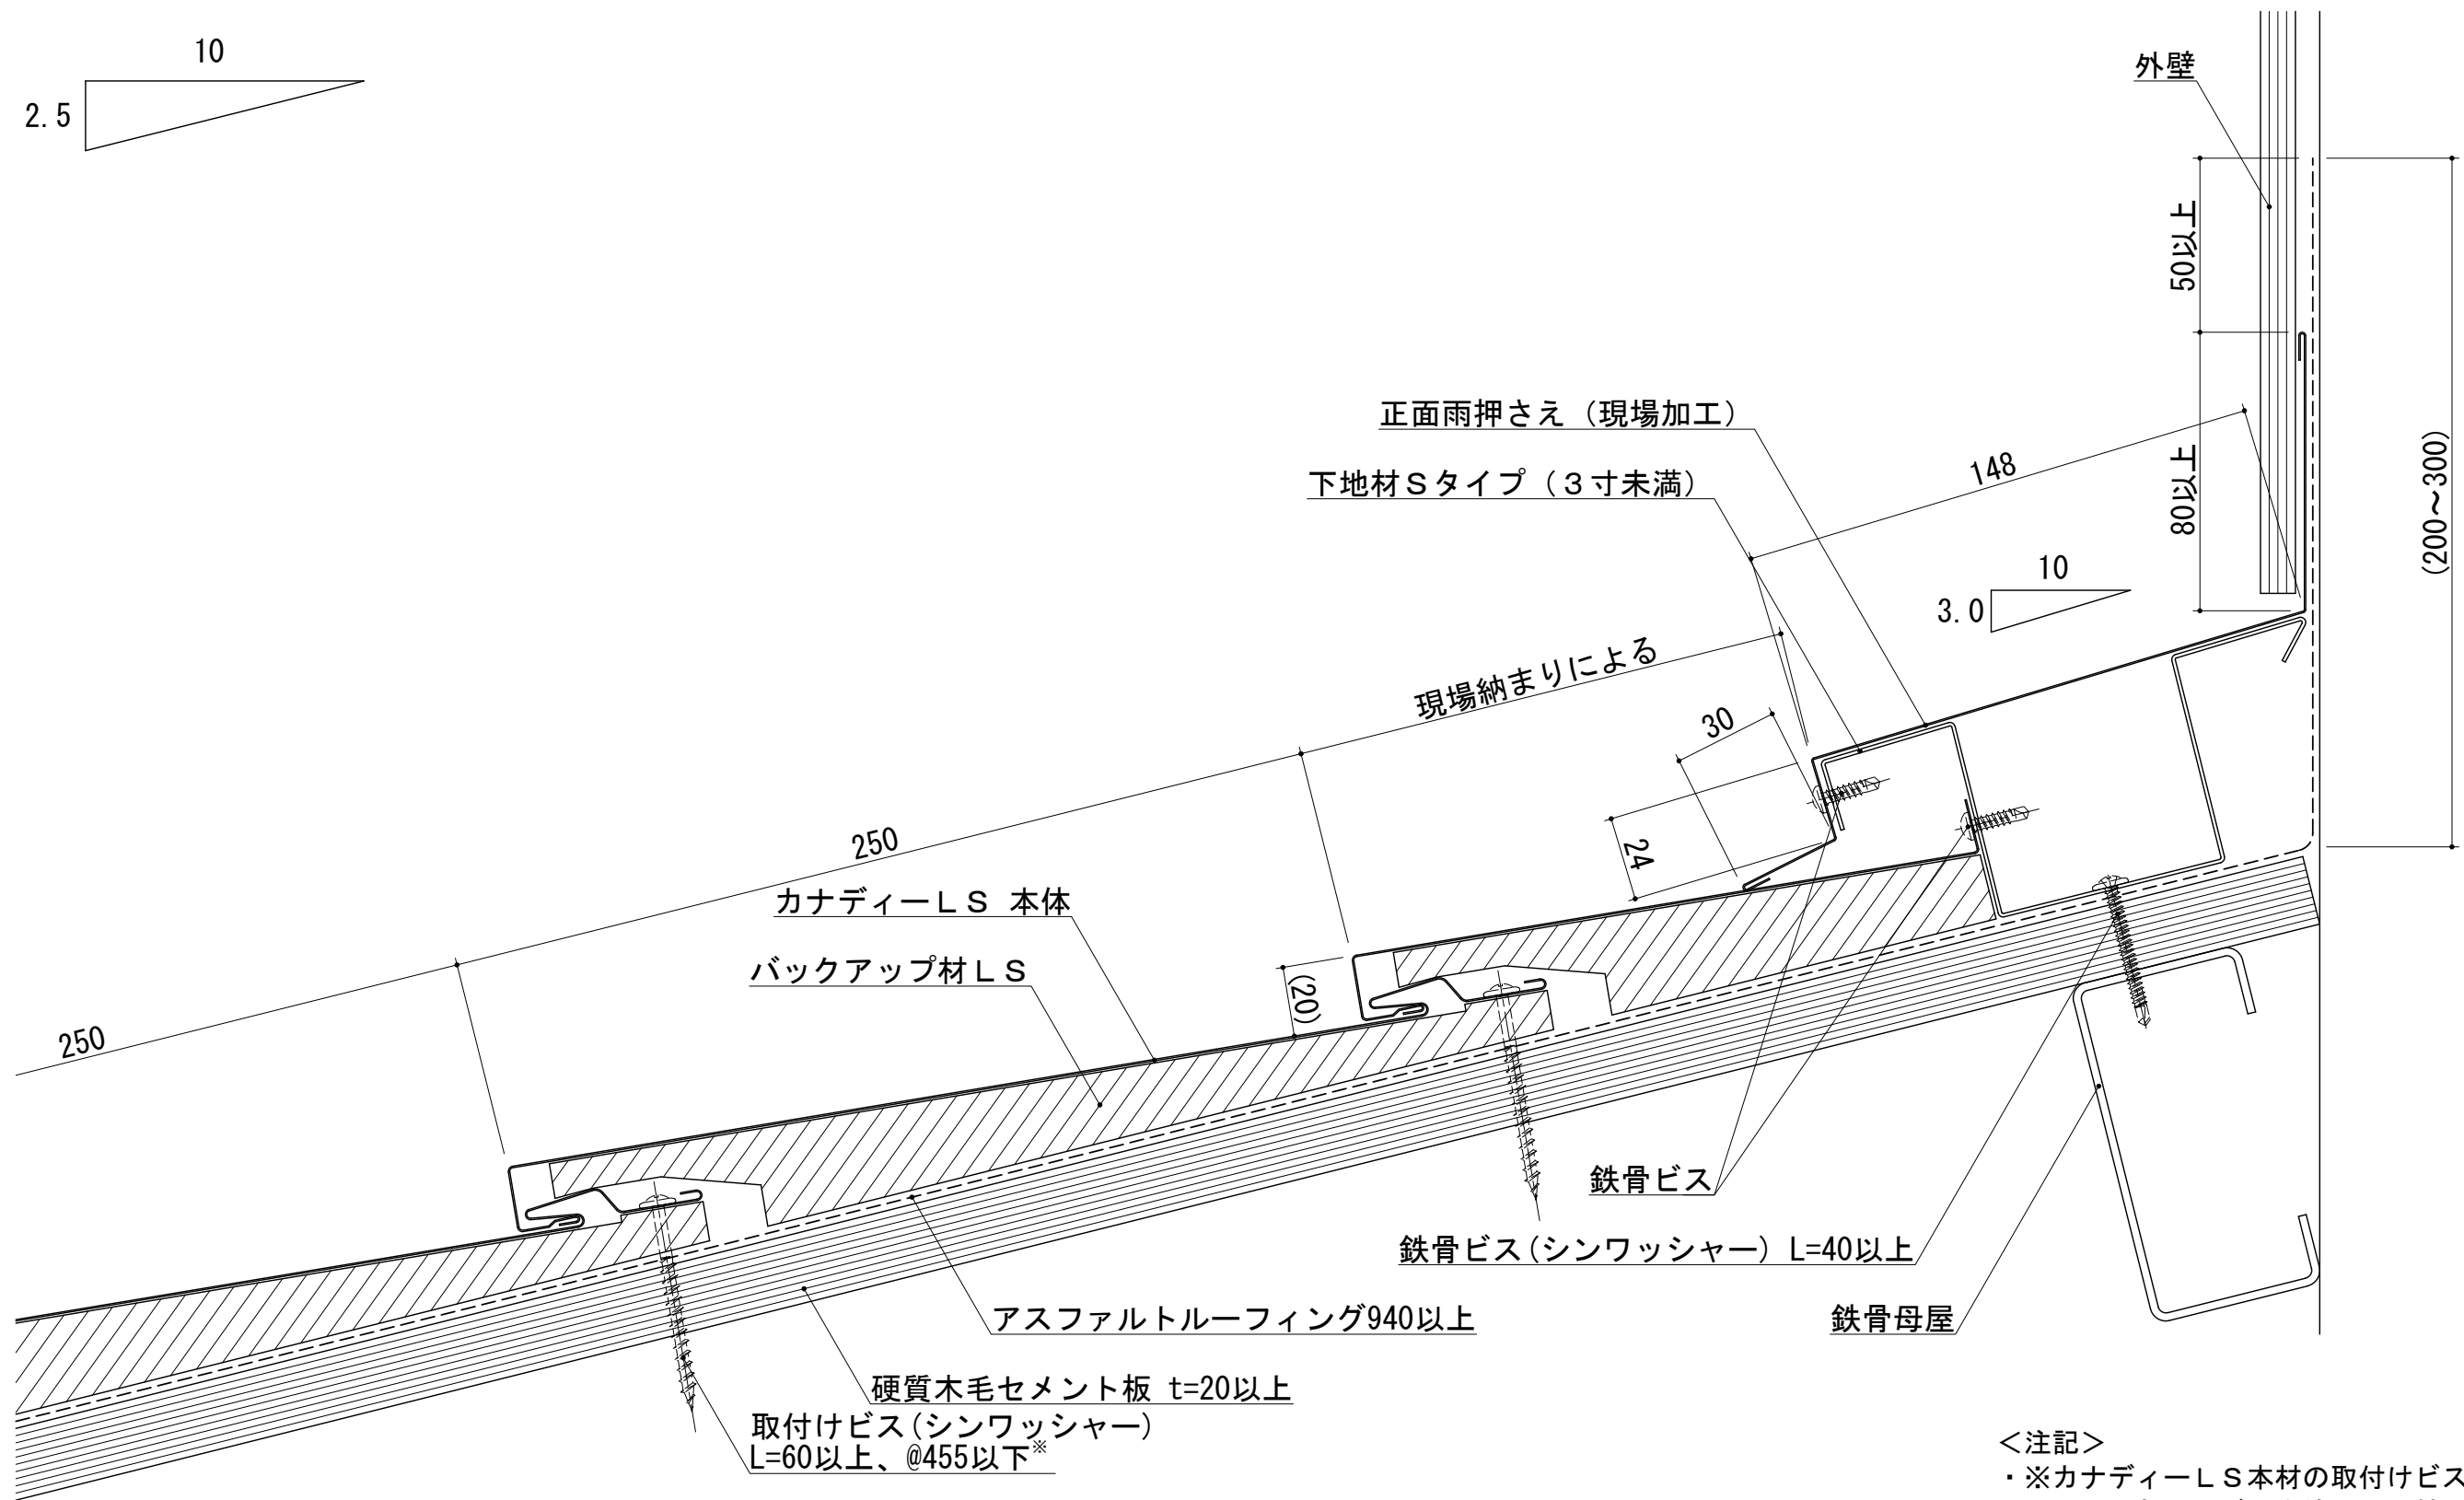 10
2.5
外壁
50以上
80以上
(200～300)
正面雨押さえ（現場加工）
下地材Ｓタイプ（３寸未満）
148
10
3.0
現場納まりによる
30
24
250
250
(20)
カナディーＬＳ 本体
バックアップ材ＬＳ
鉄骨ビス
鉄骨ビス(シンワッシャー) L=40以上
アスファルトルーフィング940以上
鉄骨母屋
硬質木毛セメント板 t=20以上
取付けビス(シンワッシャー)
L=60以上、@455以下※
＜注記＞
・※カナディーＬＳ本材の取付けビス